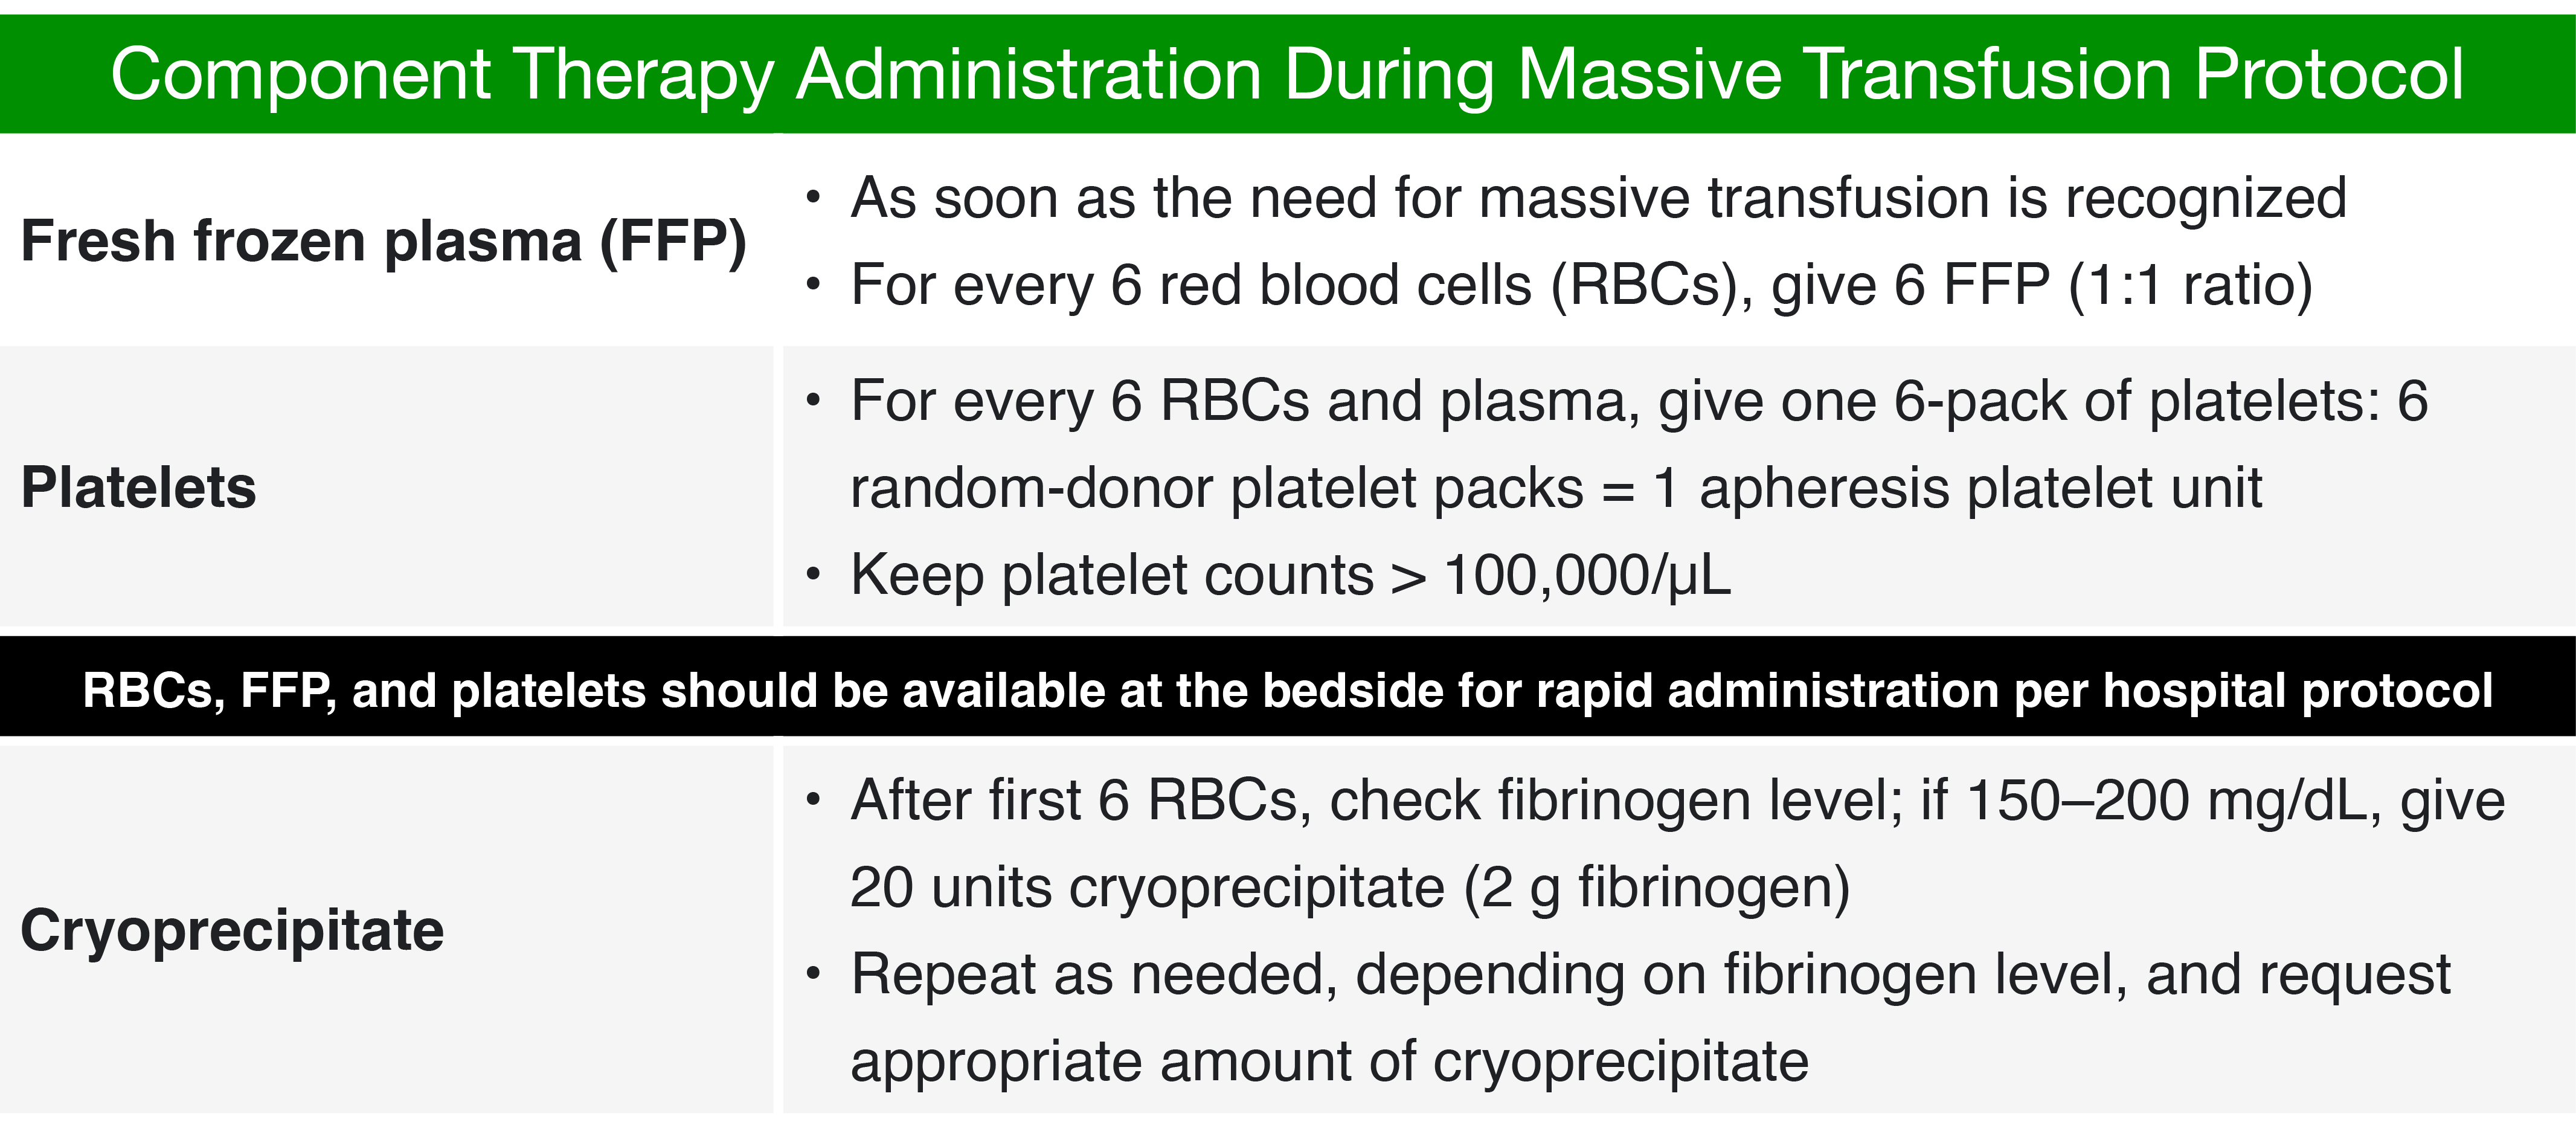 Component Therapy Administration During Massive Transfusion Protocol
Fresh frozen plasma (FFP)
• As soon as the need for massive transfusion is recognized
• For every 6 red blood cells (RBCs), give 6 FFP (1:1 ratio)
Platelets
• For every 6 RBCs and plasma, give one 6-pack of platelets: 6
random-donor platelet packs = 1 apheresis platelet unit
• Keep platelet counts > 100,000/µL
RBCs, FFP, and platelets should be available at the bedside for rapid administration per hospital protocol
Cryoprecipitate
• After first 6 RBCs, check fibrinogen level; if 150–200 mg/dL, give
20 units cryoprecipitate (2 g fibrinogen)
• Repeat as needed, depending on fibrinogen level, and request
appropriate amount of cryoprecipitate